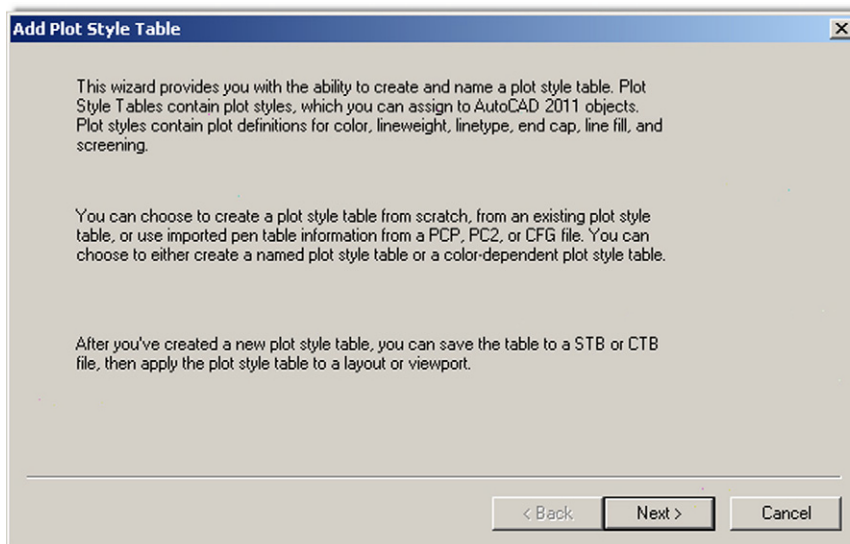 Add Plot Style Table
This wizard provides you with the ability to create and name a plot style table. Plot
Style Tables contain plot styles, which you can assign to AutoCAD 2011 objects.
Plot styles contain plot definitions for color, lineweight, linetype, end cap, line fill, and
screening.
You can choose to create a plot style table from scratch, from an existing plot style
table, or use imported pen table information from a PCP, PC2, or CFG file. You can
choose to either create a named plot style table or a color-dependent plot style table.
After you've created a new plot style table, you can save the table to a STB or CTB
file, then apply the plot style table to a layout or viewport.
< Back Next > Cancel